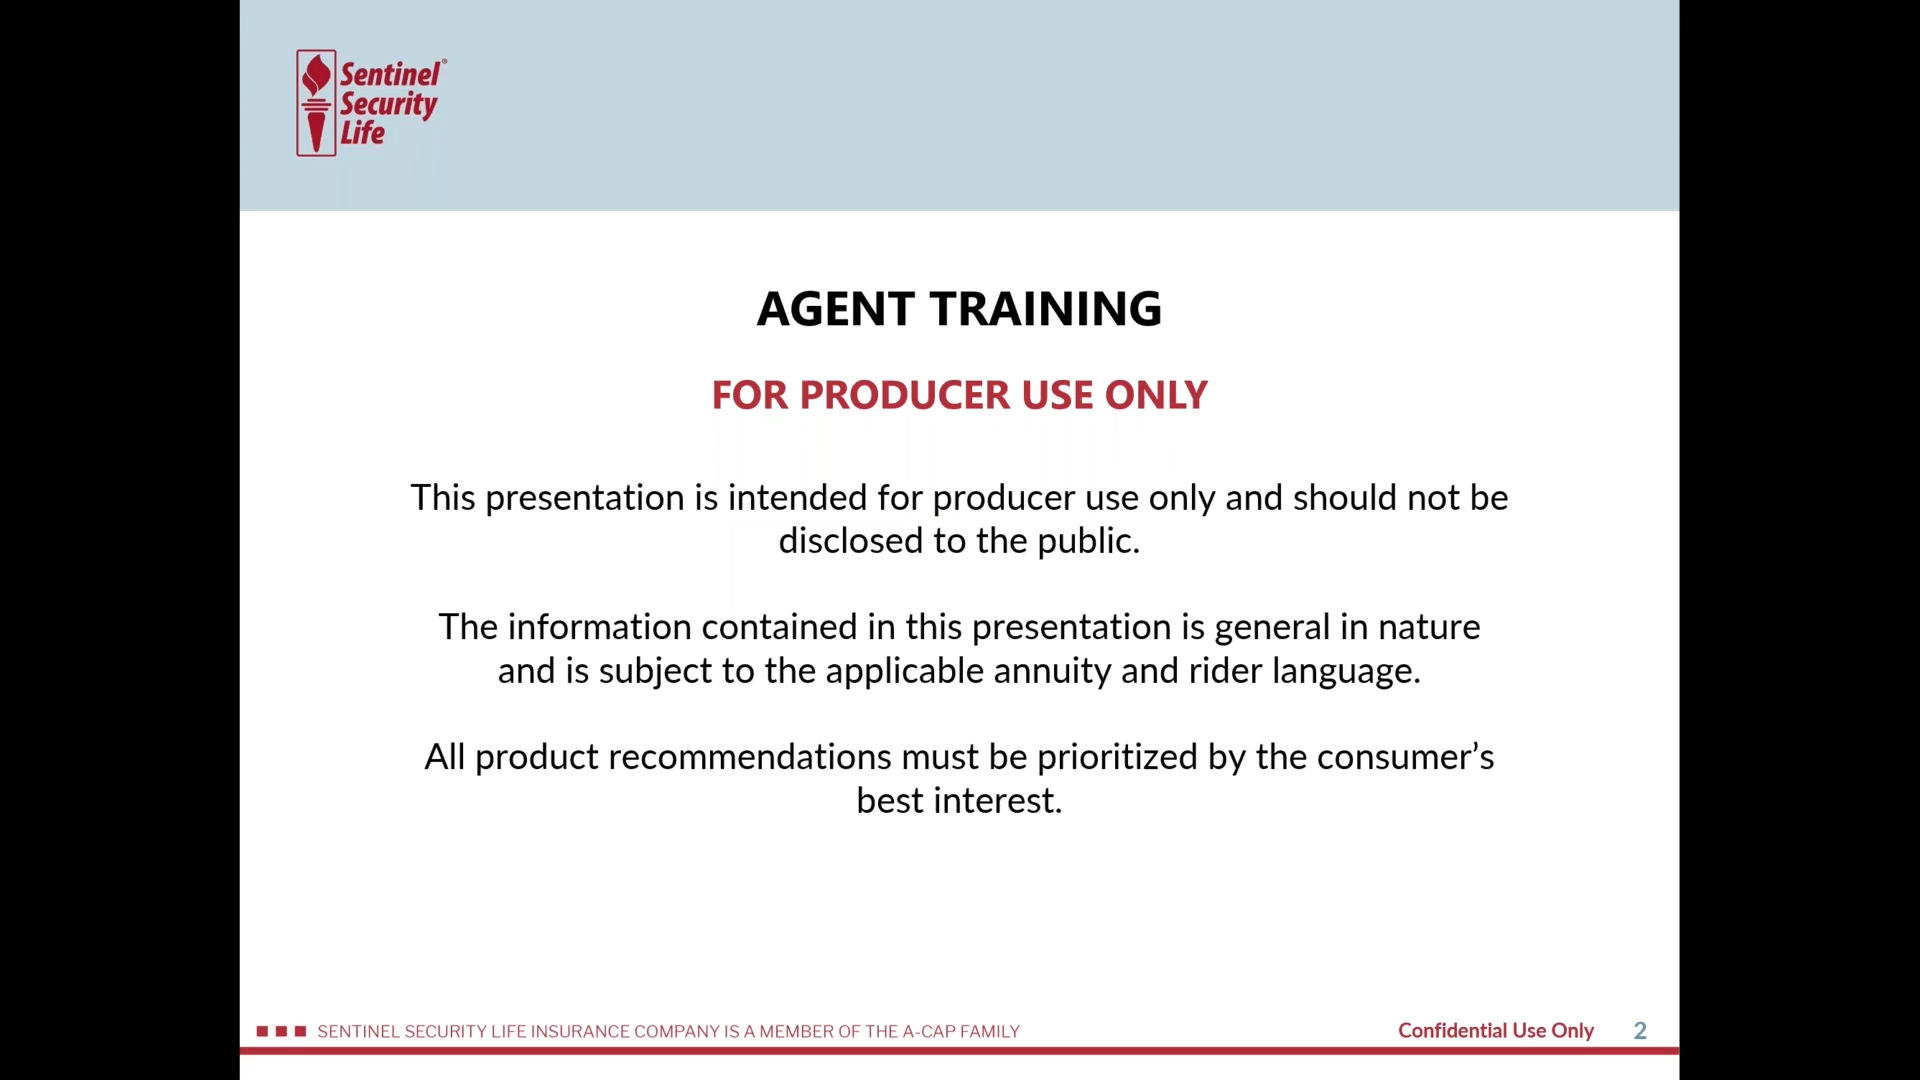 Sentinel®
Security
Life
AGENT TRAINING
FOR PRODUCER USE ONLY
This presentation is intended for producer use only and should not be
disclosed to the public.
The information contained in this presentation is general in nature
and is subject to the applicable annuity and rider language.
All product recommendations must be prioritized by the consumer’s
best interest.
SENTINEL SECURITY LIFE INSURANCE COMPANY IS A MEMBER OF THE A-CAP FAMILY
Confidential Use Only 2